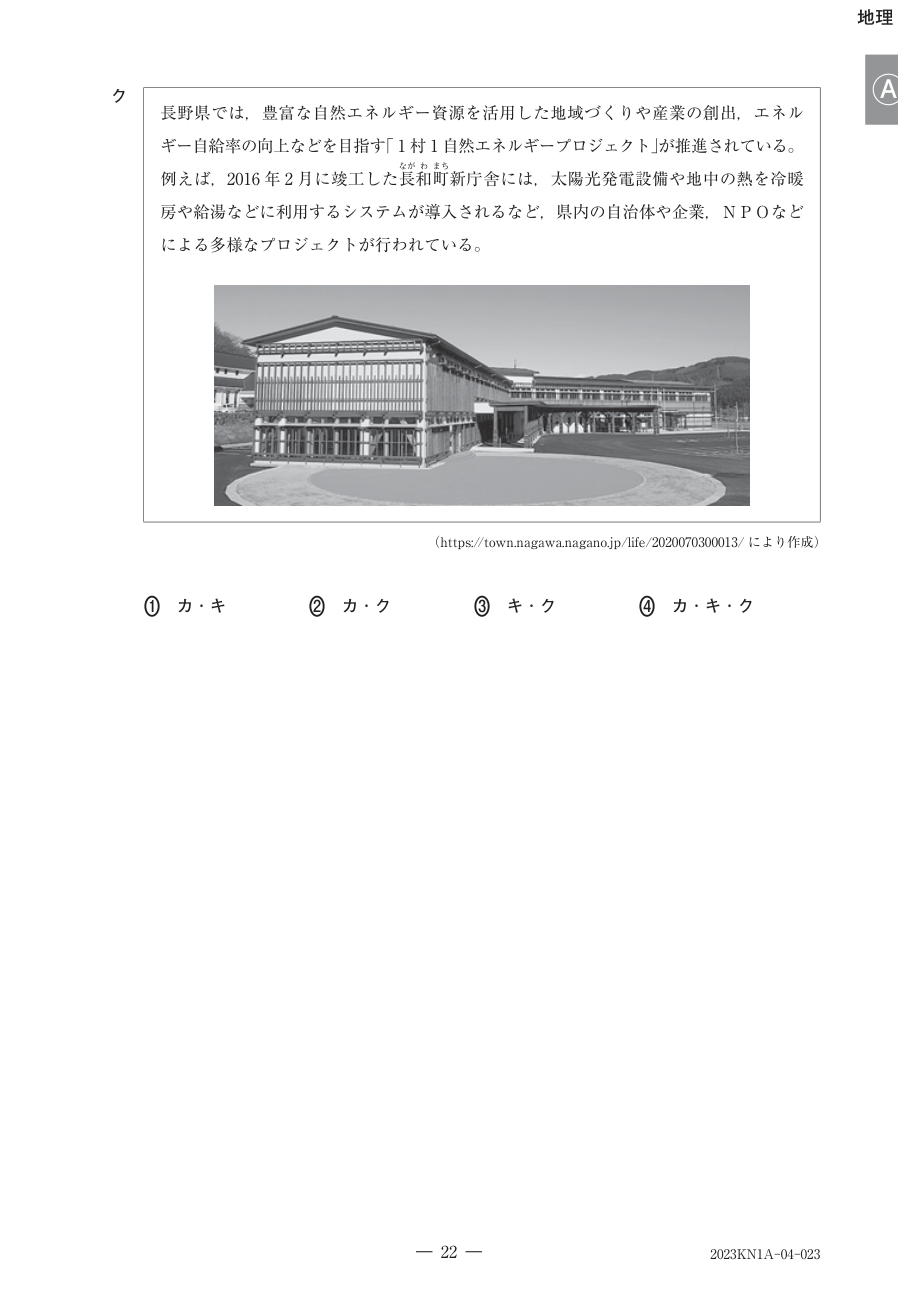 地理
Ⓐ
ク
長野県では，豊富な自然エネルギー資源を活用した地域づくりや産業の創出，エネル
ギー自給率の向上などを目指す「１村１自然エネルギープロジェクト」が推進されている。
ながわまち
例えば，2016年２月に竣工した長和町新庁舎には，太陽光発電設備や地中の熱を冷暖
房や給湯などに利用するシステムが導入されるなど，県内の自治体や企業，ＮＰＯなど
による多様なプロジェクトが行われている。
（https://town.nagawa.nagano.jp/life/2020070300013/ により作成）
① カ・キ ② カ・ク ③ キ・ク ④ カ・キ・ク
― 22 ―
2023KN1A-04-023